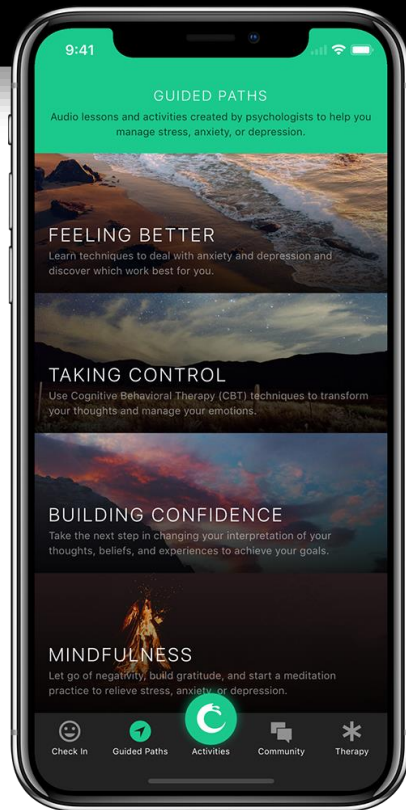 9:41
GUIDED PATHS
Audio lessons and activities created by psychologists to help you
manage stress, anxiety, or depression.
FEELING BETTER
Learn techniques to deal with anxiety and depression and
discover which work best for you.
TAKING CONTROL
Use Cognitive Behavioral Therapy (CBT) techniques to transform
your thoughts and manage your emotions.
BUILDING CONFIDENCE
Take the next step in changing your interpretation of your
thoughts, beliefs, and experiences to achieve your goals.
MINDFULNESS
Let go of negativity, build gratitude, and start a meditation
practice to relieve stress, anxiety, or depression.
Check In Guided Paths Activities Community Therapy